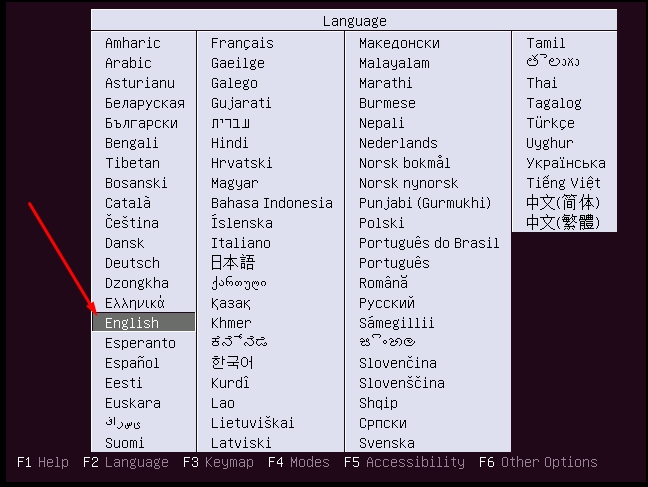 Language
Amharic
Arabic
Asturianu
Беларуская
Български
Bengali
Tibetan
Bosanski
Català
Čeština
Dansk
Deutsch
Dzongkha
Ελληνικά
English
Esperanto
Español
Eesti
Euskara
ﻰﺳﺭﺎﻓ
Suomi
Français
Gaeilge
Galego
Gujarati
עברית
Hindi
Hrvatski
Magyar
Bahasa Indonesia
Íslenska
Italiano
日本語
ქართული
Қазақ
Khmer
ಕನ್ನಡ
한국어
Kurdî
Lao
Lietuviškai
Latviski
Македонски
Malayalam
Marathi
Burmese
Nepali
Nederlands
Norsk bokmål
Norsk nynorsk
Punjabi (Gurmukhi)
Polski
Português do Brasil
Português
Română
Русский
Sámegillii
සිංහල
Slovenčina
Slovenščina
Shqip
Српски
Svenska
Tamil
తెలుగు
Thai
Tagalog
Türkçe
Uyghur
Українська
Tiếng Việt
中文(简体)
中文(繁體)
F1 Help F2 Language F3 Keymap F4 Modes F5 Accessibility F6 Other Options